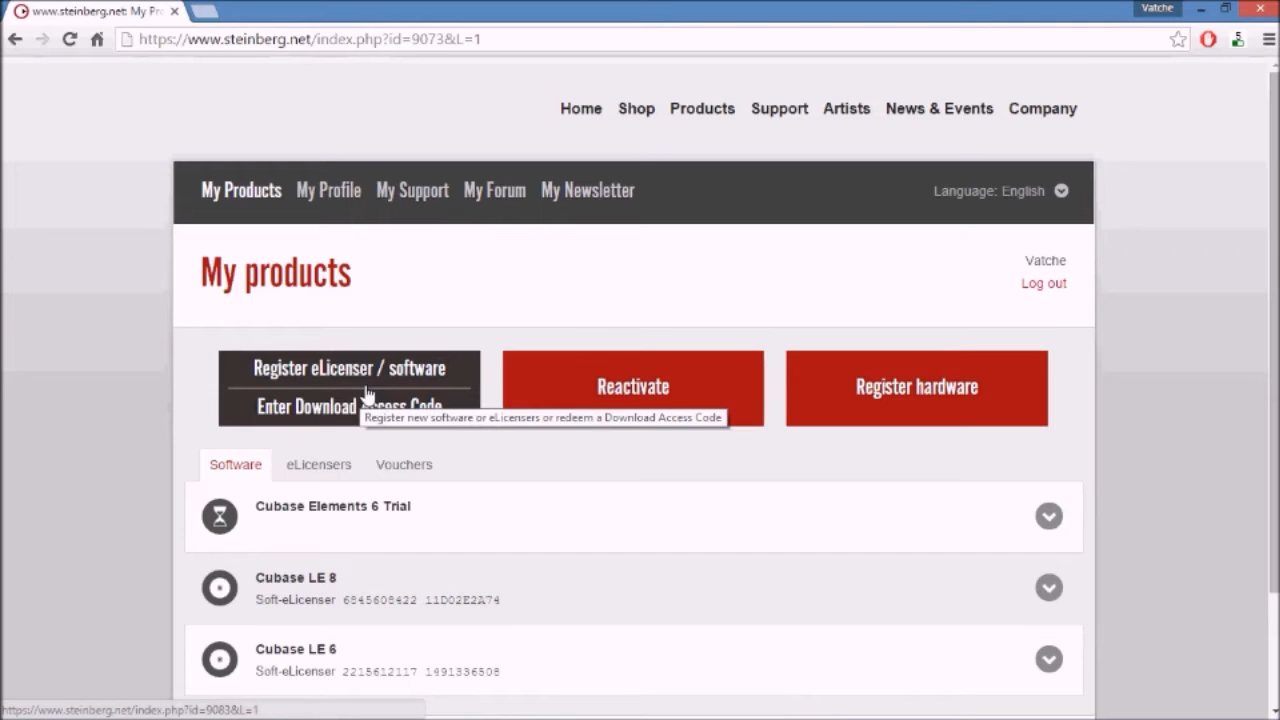 www.steinberg.net: My Pr
Vatche
https://www.steinberg.net/index.php?id=9073&L=1
5
Home Shop Products Support Artists News & Events Company
My Products My Profile My Support My Forum My Newsletter
Language: English
My products
Vatche
Log out
Register eLicenser / software
Enter Download Access Code
Reactivate
Register hardware
Register new software or eLicensers or redeem a Download Access Code
Software eLicensers Vouchers
Cubase Elements 6 Trial
Cubase LE 8
Soft-eLicenser 6845608422 11D02E2A74
Cubase LE 6
Soft-eLicenser 2215612117 1491336508
https://www.steinberg.net/index.php?id=9083&L=1